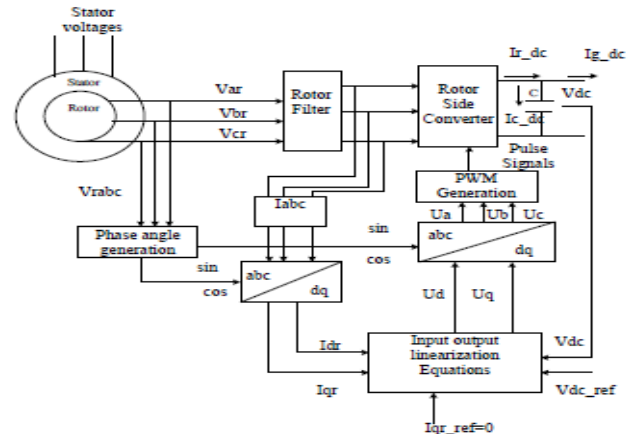 Stator
voltages
Stator
Rotor
Var
Vbr
Vcr
Rotor
Filter
Rotor
Side
Converter
Ir_dc
Ig_dc
C
Vdc
Ic_dc
Pulse
Signals
PWM
Generation
Vrabc
Iabc
Ua
Ub
Uc
Phase angle
generation
sin
cos
abc
dq
sin
cos
abc
dq
Ud
Uq
Idr
Iqr
Input output
linearization
Equations
Vdc
Vdc_ref
Iqr_ref=0